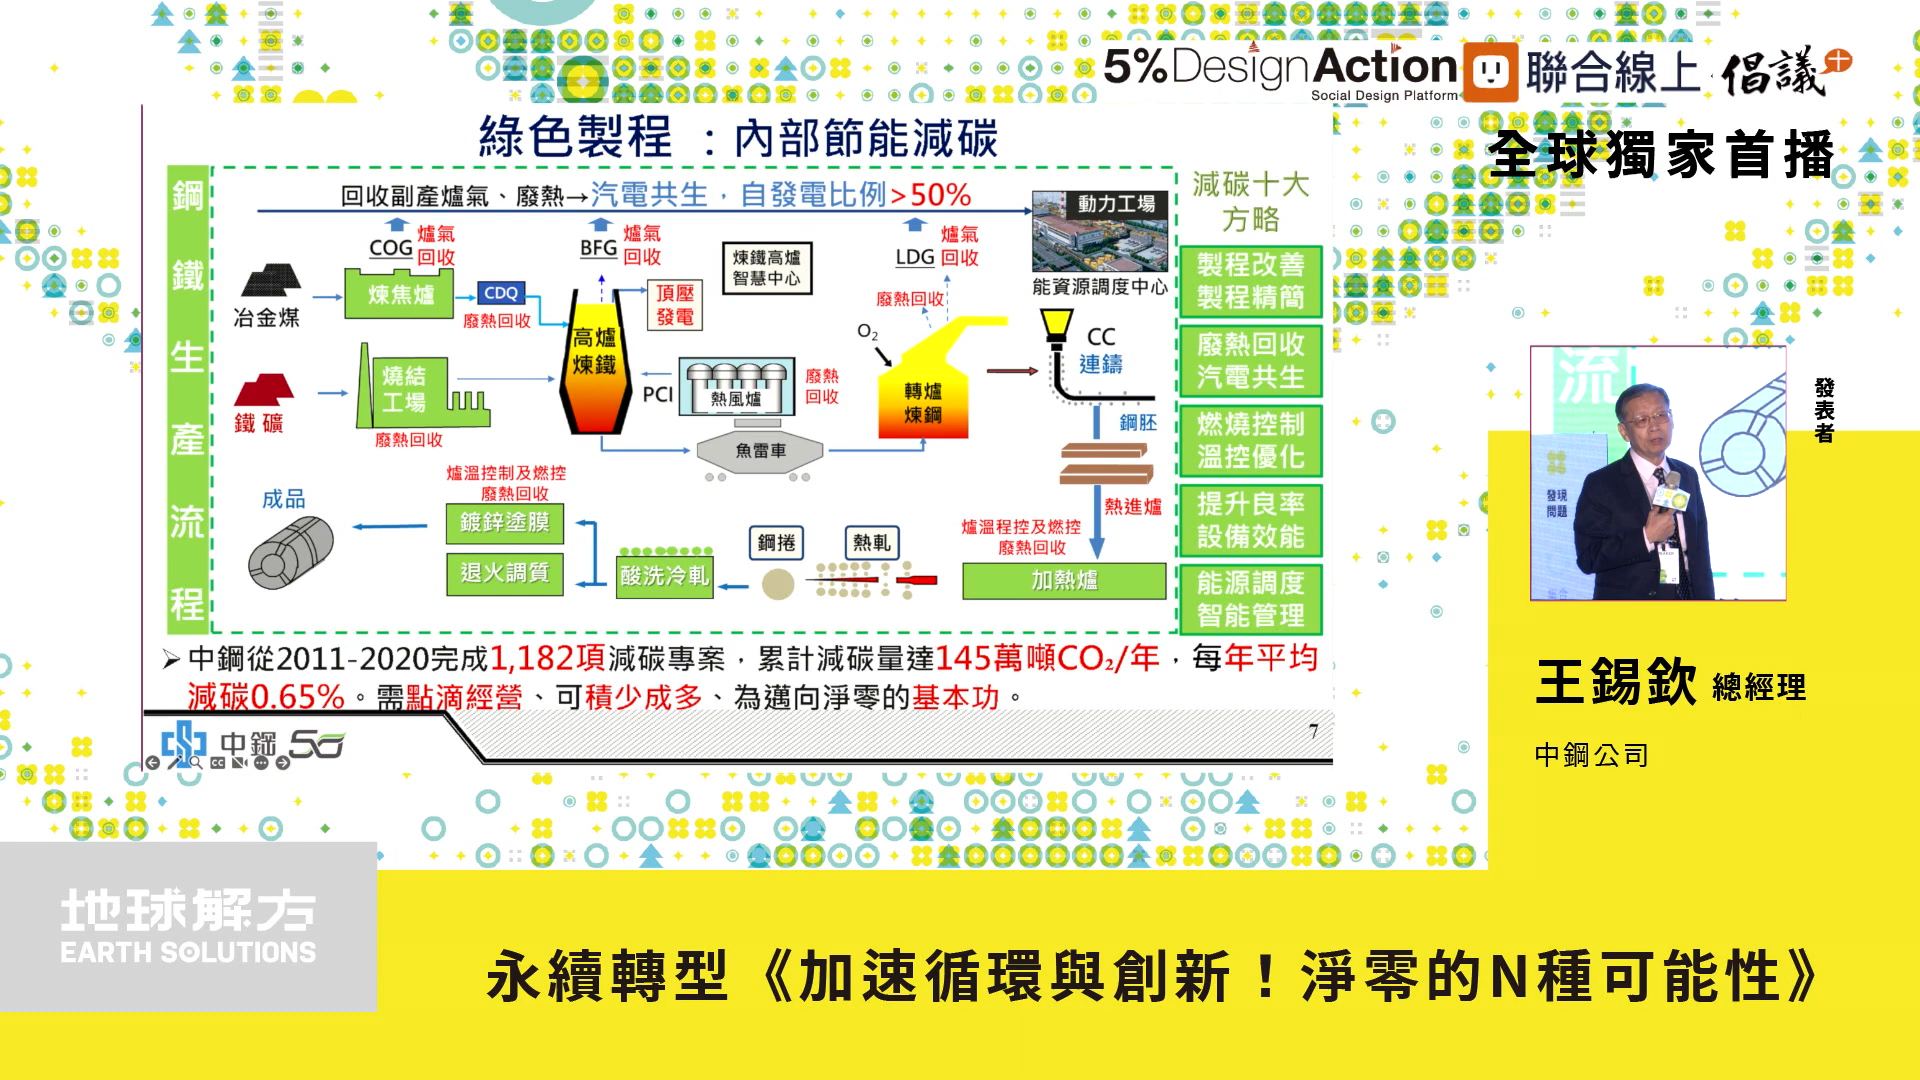 5%DesignAction
Social Design Platform
聯合線上
倡議+
全球獨家首播
綠色製程 ：內部節能減碳
鋼鐵生產流程
回收副產爐氣、廢熱→汽電共生，自發電比例>50%
動力工場
能資源調度中心
COG
爐氣
回收
BFG
爐氣
回收
LDG
爐氣
回收
煉鐵高爐
智慧中心
冶金煤
煉焦爐
CDQ
廢熱回收
頂壓
發電
高爐
煉鐵
廢熱回收
O₂
轉爐
煉鋼
CC
連鑄
鐵礦
燒結
工場
廢熱回收
PCI
熱風爐
廢熱
回收
魚雷車
鋼胚
熱進爐
爐溫程控及燃控
廢熱回收
加熱爐
熱軋
鋼捲
酸洗冷軋
爐溫控制及燃控
廢熱回收
鍍鋅塗膜
退火調質
成品
減碳十大
方略
製程改善
製程精簡
廢熱回收
汽電共生
燃燒控制
溫控優化
提升良率
設備效能
能源調度
智能管理
➢中鋼從2011-2020完成1,182項減碳專案，累計減碳量達145萬噸CO₂/年，每年平均
減碳0.65%。需點滴經營、可積少成多、為邁向淨零的基本功。
中鋼 50
7
流
發現
問題
發表者
王錫欽 總經理
中鋼公司
地球解方
EARTH SOLUTIONS
永續轉型《加速循環與創新！淨零的N種可能性》